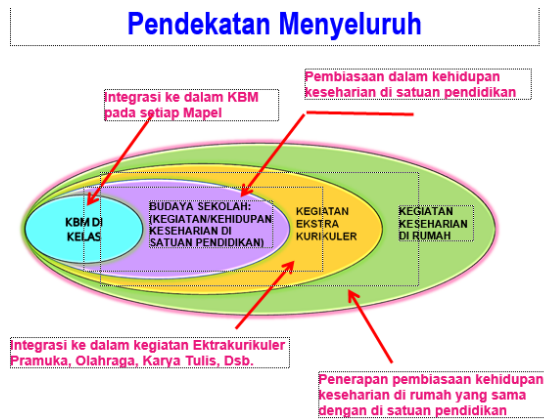 Pendekatan Menyeluruh
Pembiasaan dalam kehidupan
keseharian di satuan pendidikan
Integrasi ke dalam KBM
pada setiap Mapel
KBM DI
KELAS
BUDAYA SEKOLAH:
(KEGIATAN/KEHIDUPAN
KESEHARIAN DI
SATUAN PENDIDIKAN)
KEGIATAN
EKSTRA
KURIKULER
KEGIATAN
KESEHARIAN
DI RUMAH
Integrasi ke dalam kegiatan Ektrakurikuler
Pramuka, Olahraga, Karya Tulis, Dsb.
Penerapan pembiasaan kehidupan
keseharian di rumah yang sama
dengan di satuan pendidikan